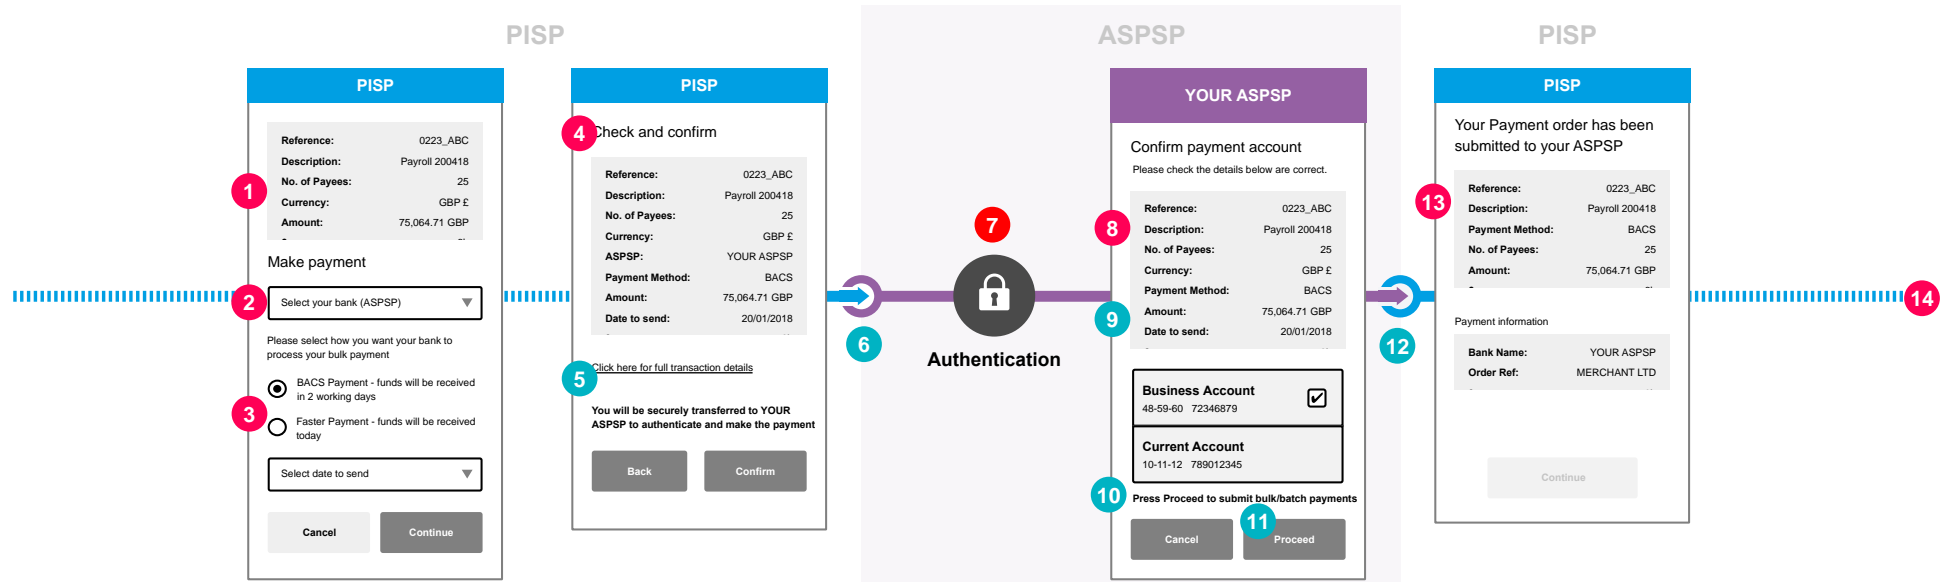 PISP
ASPSP
PISP
PISP
Reference: 0223_ABC
Description: Payroll 200418
1
No. of Payees: 25
Currency: GBP £
Amount: 75,064.71 GBP
Make payment
2
Select your bank (ASPSP)
Please select how you want your bank to
process your bulk payment
BACS Payment - funds will be received
in 2 working days
3
Faster Payment - funds will be received
today
Select date to send
Cancel
Continue
PISP
4
Check and confirm
Reference: 0223_ABC
Description: Payroll 200418
No. of Payees: 25
Currency: GBP £
ASPSP: YOUR ASPSP
Payment Method: BACS
Amount: 75,064.71 GBP
Date to send: 20/01/2018
Click here for full transaction details
5
You will be securely transferred to YOUR
ASPSP to authenticate and make the payment
Back
Confirm
6
7
Authentication
YOUR ASPSP
Confirm payment account
Please check the details below are correct.
Reference: 0223_ABC
8
Description: Payroll 200418
No. of Payees: 25
Currency: GBP £
Payment Method: BACS
9
Amount: 75,064.71 GBP
Date to send: 20/01/2018
Business Account
48-59-60 72346879
Current Account
10-11-12 789012345
10
Press Proceed to submit bulk/batch payments
11
Cancel
Proceed
12
PISP
Your Payment order has been
submitted to your ASPSP
13
Reference: 0223_ABC
Description: Payroll 200418
Payment Method: BACS
No. of Payees: 25
Amount: 75,064.71 GBP
Payment information
Bank Name: YOUR ASPSP
Order Ref: MERCHANT LTD
Continue
14